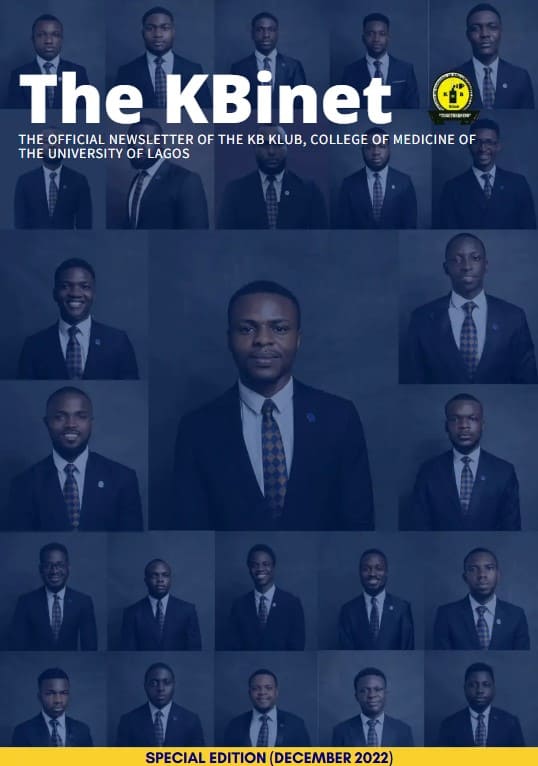 The KBinet
THE OFFICIAL NEWSLETTER OF THE KB KLUB, COLLEGE OF MEDICINE OF
THE UNIVERSITY OF LAGOS
K B
"TOGETHERNESS"
SPECIAL EDITION (DECEMBER 2022)